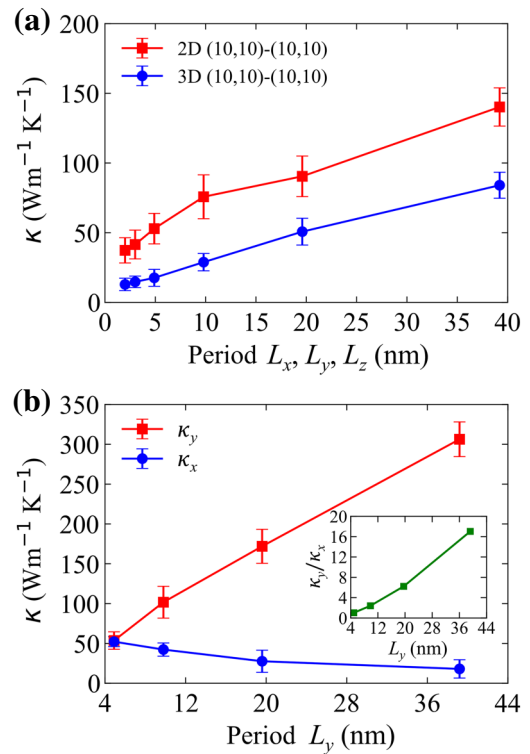 (a)
200
150
100
50
0
κ (Wm⁻¹ K⁻¹)
2D (10,10)-(10,10)
3D (10,10)-(10,10)
0 5 10 15 20 25 30 35 40
Period Lx, Ly, Lz (nm)
(b)
350
300
250
200
150
100
50
0
κ (Wm⁻¹ K⁻¹)
κy
κx
20
16
12
8
4
0
κy/κx
4 12 20 28 36 44
Ly (nm)
4 12 20 28 36 44
Period Ly (nm)